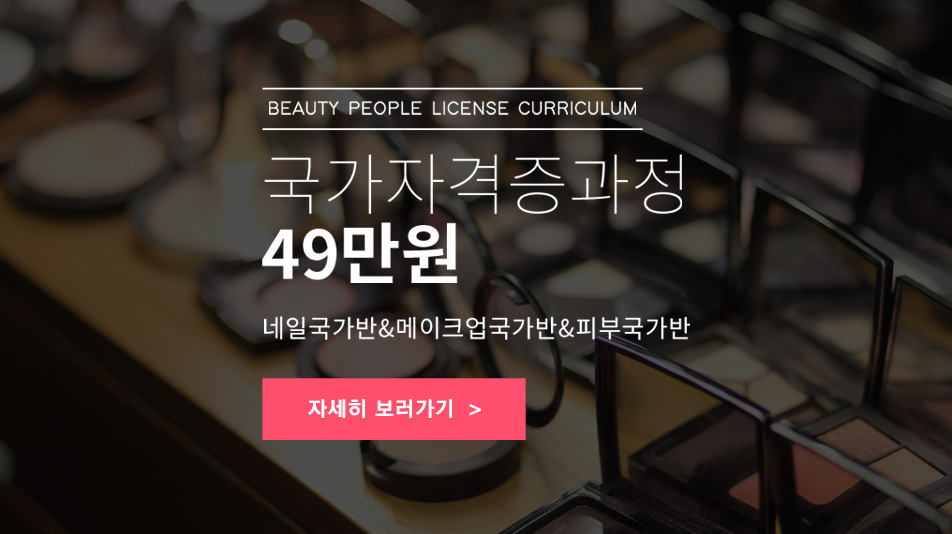 BEAUTY PEOPLE LICENSE CURRICULUM
국가자격증과정
49만원
네일국가반&메이크업국가반&피부국가반
자세히 보러가기 >